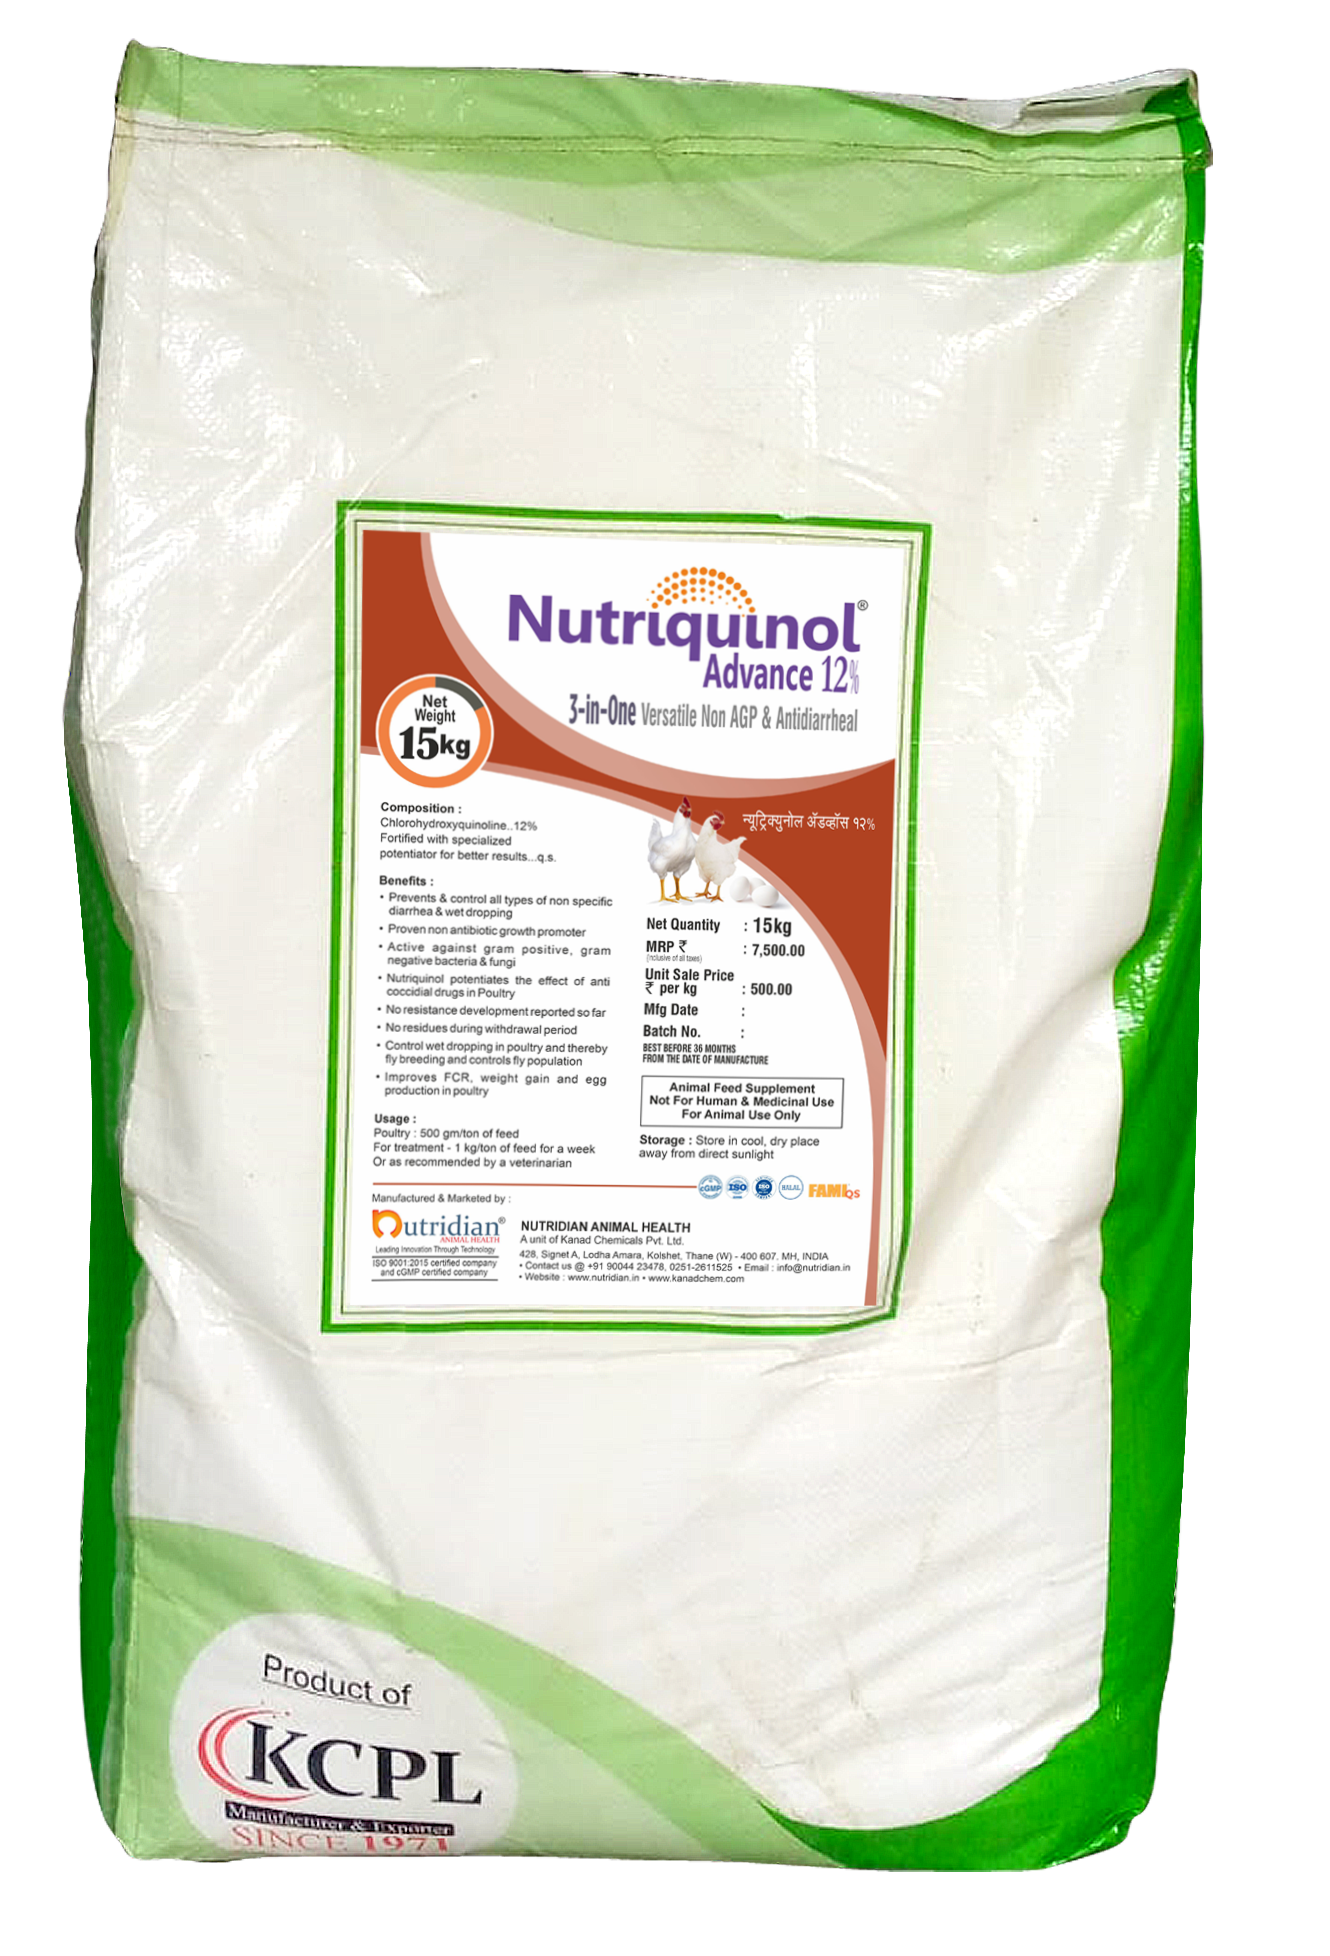 Nutriquinol®
Advance 12%
3-in-One Versatile Non AGP & Antidiarrheal
Net
Weight
15kg
न्यूट्रिक्युनोल ॲडव्हॉस १२%
Composition :
Chlorohydroxyquinoline..12%
Fortified with specialized
potentiator for better results...q.s.
Benefits :
• Prevents & control all types of non specific
diarrhea & wet dropping
• Proven non antibiotic growth promoter
• Active against gram positive, gram
negative bacteria & fungi
• Nutriquinol potentiates the effect of anti
coccidial drugs in Poultry
• No resistance development reported so far
• No residues during withdrawal period
• Control wet dropping in poultry and thereby
fly breeding and controls fly population
• Improves FCR, weight gain and egg
production in poultry
Usage :
Poultry : 500 gm/ton of feed
For treatment - 1 kg/ton of feed for a week
Or as recommended by a veterinarian
Net Quantity : 15kg
MRP ₹ : 7,500.00
(inclusive of all taxes)
Unit Sale Price
₹ per kg : 500.00
Mfg Date :
Batch No. :
BEST BEFORE 36 MONTHS
FROM THE DATE OF MANUFACTURE
Animal Feed Supplement
Not For Human & Medicinal Use
For Animal Use Only
Storage : Store in cool, dry place
away from direct sunlight
cGMP ISO ISO HALAL FAMI QS
Manufactured & Marketed by :
nutridian®
ANIMAL HEALTH
Leading Innovation Through Technology
ISO 9001:2015 certified company
and cGMP certified company
NUTRIDIAN ANIMAL HEALTH
A unit of Kanad Chemicals Pvt. Ltd.
428, Signet A, Lodha Amara, Kolshet, Thane (W) - 400 607. MH, INDIA
• Contact us @ +91 90044 23478, 0251-2611525 • Email : info@nutridian.in
• Website : www.nutridian.in • www.kanadchem.com
Product of
KCPL
Manufacturer & Exporter
SINCE 1971